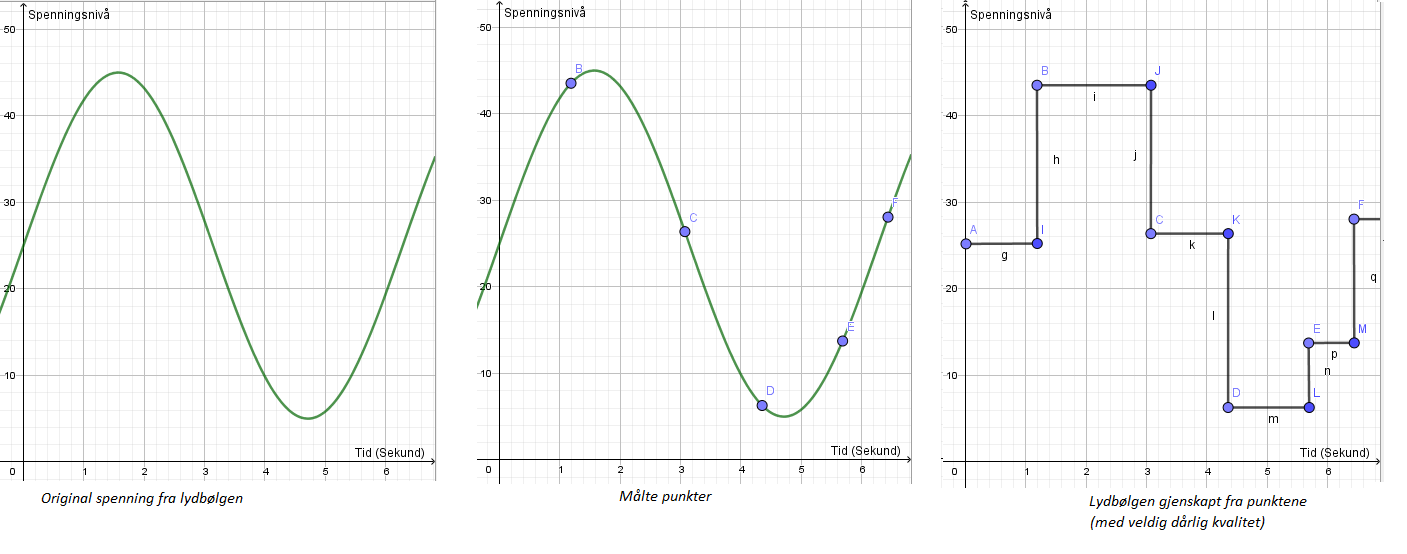 Spenningsnivå
50
40
30
20
10
0
1
2
3
4
5
6
Tid (Sekund)
Original spenning fra lydbølgen
Spenningsnivå
50
40
30
20
10
0
1
2
3
4
5
6
Tid (Sekund)
B
C
D
E
F
Målte punkter
Spenningsnivå
50
40
30
20
10
0
1
2
3
4
5
6
Tid (Sekund)
A
I
g
h
B
J
i
j
C
K
k
l
D
L
m
E
M
p
n
F
q
Lydbølgen gjenskapt fra punktene
(med veldig dårlig kvalitet)